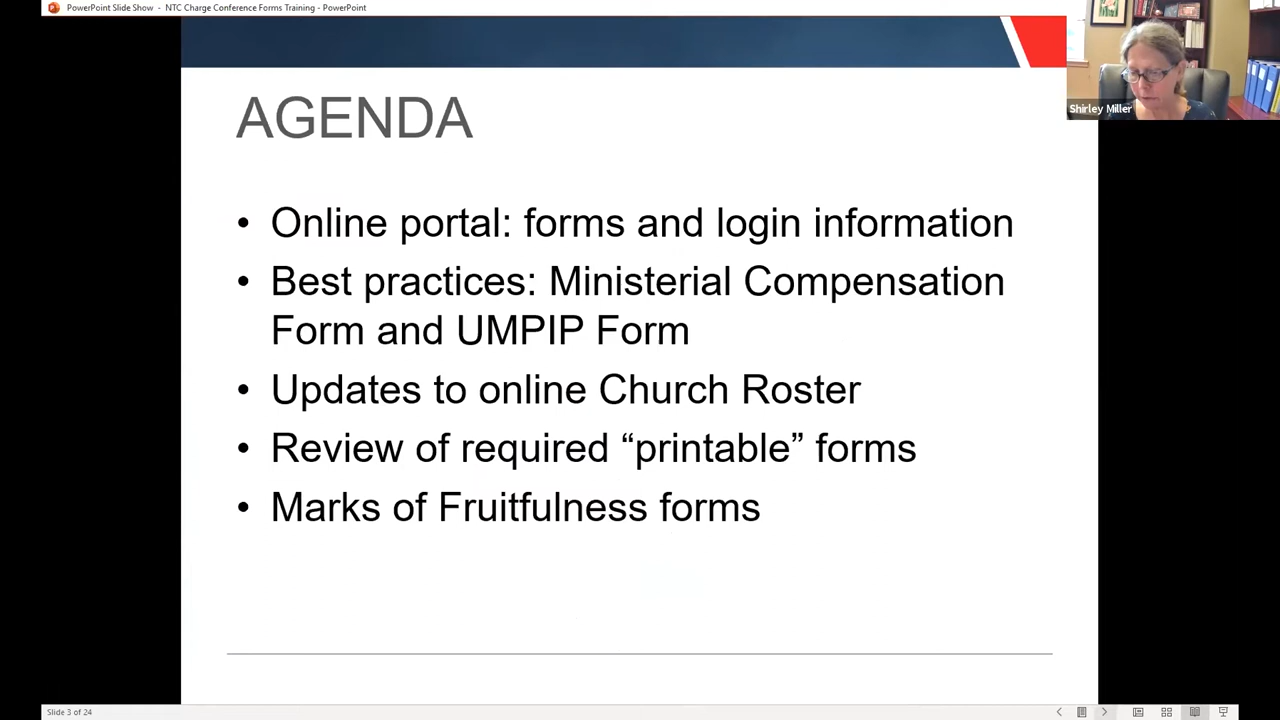 PowerPoint Slide Show - NTC Charge Conference Forms Training - PowerPoint
Shirley Miller
AGENDA
• Online portal: forms and login information
• Best practices: Ministerial Compensation
Form and UMPIP Form
• Updates to online Church Roster
• Review of required “printable” forms
• Marks of Fruitfulness forms
Slide 3 of 24